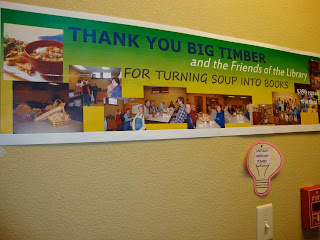 THANK YOU BIG TIMBER
and the Friends of the Library
FOR TURNING SOUP INTO BOOKS